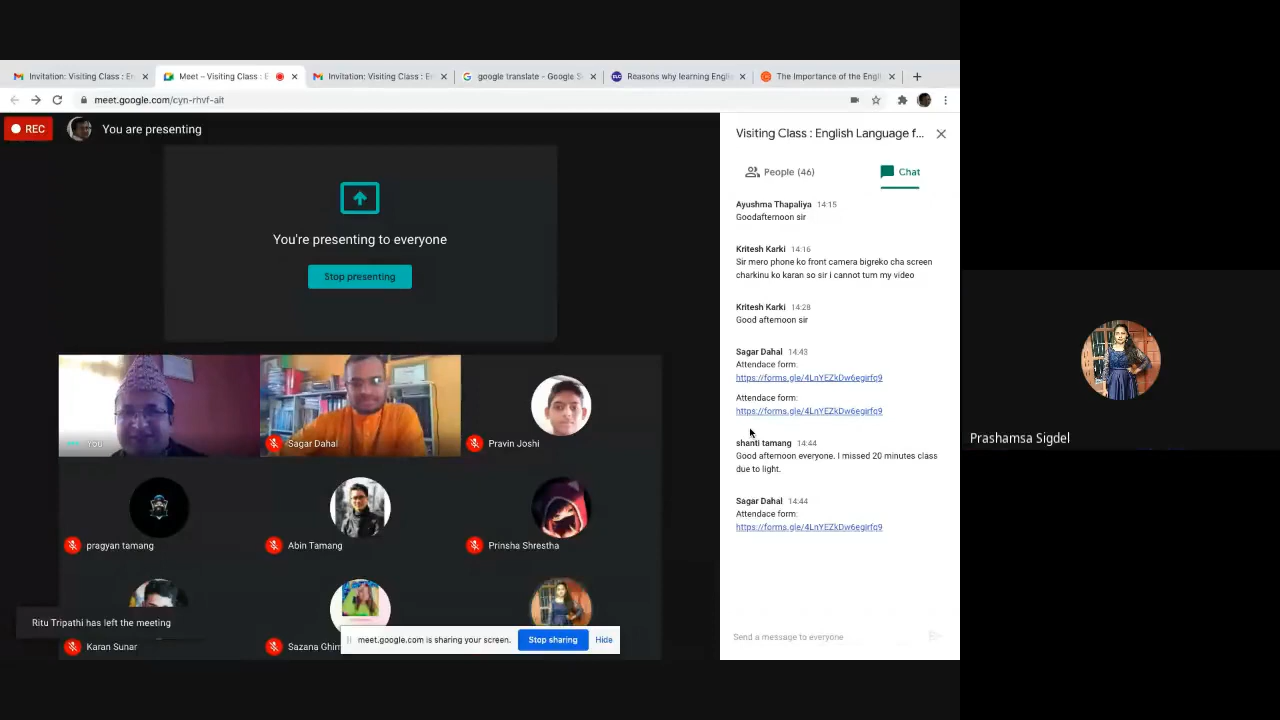 Invitation: Visiting Class : E
Meet – Visiting Class : E
Invitation: Visiting Class : E
google translate - Google S
Reasons why learning Engli
The Importance of the Engl
meet.google.com/cyn-rhvf-ait
REC
You are presenting
You're presenting to everyone
Stop presenting
You
Sagar Dahal
Pravin Joshi
pragyan tamang
Abin Tamang
Prinsha Shrestha
Karan Sunar
Sazana Ghim
Ritu Tripathi has left the meeting
meet.google.com is sharing your screen.
Stop sharing
Hide
Visiting Class : English Language f...
People (46)
Chat
Ayushma Thapaliya 14:15
Goodafternoon sir
Kritesh Karki 14:16
Sir mero phone ko front camera bigreko cha screen
charkinu ko karan so sir i cannot turn my video
Kritesh Karki 14:28
Good afternoon sir
Sagar Dahal 14:43
Attendace form:
https://forms.gle/4LnYEZkDw6egirfq9
Attendace form:
https://forms.gle/4LnYEZkDw6egirfq9
shanti tamang 14:44
Good afternoon everyone. I missed 20 minutes class
due to light.
Sagar Dahal 14:44
Attendace form:
https://forms.gle/4LnYEZkDw6egirfq9
Send a message to everyone
Prashamsa Sigdel